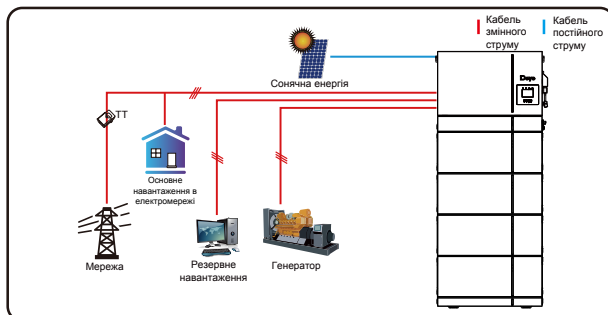 Кабель
змінного
струму
Кабель
постійного
струму
Сонячна енергія
Deye
ТТ
Основне
навантаження в
електромережі
Мережа
Резервне
навантаження
Генератор